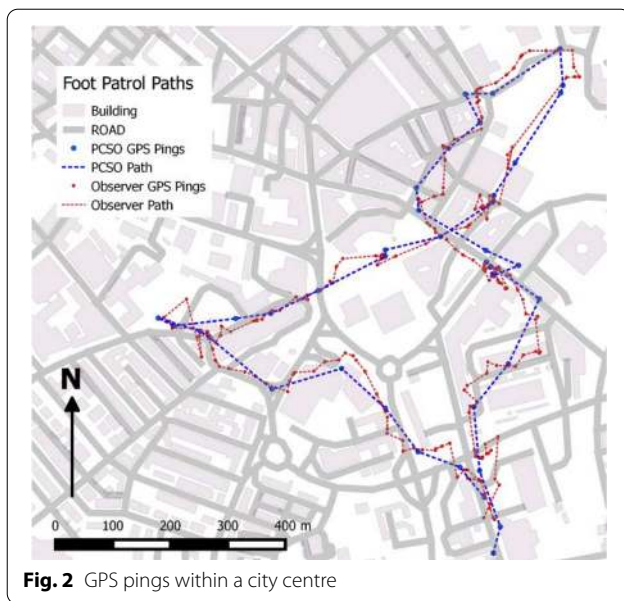 Foot Patrol Paths
Building
ROAD
PCSO GPS Pings
PCSO Path
Observer GPS Pings
Observer Path
N
0 100 200 300 400 m
Fig. 2 GPS pings within a city centre